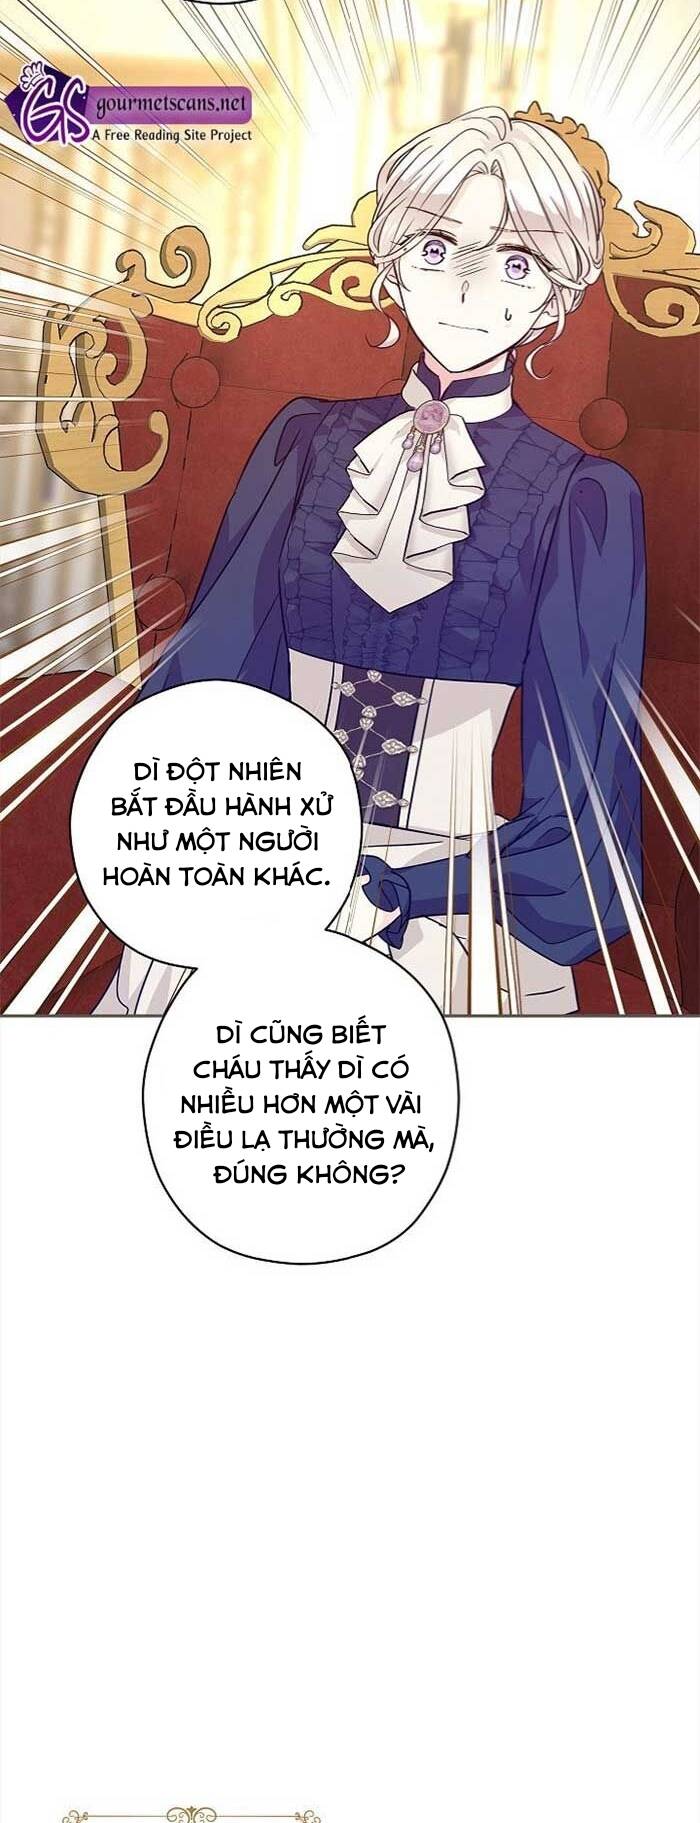 GS
gourmetscans.net
A Free Reading Site Project
DÌ ĐỘT NHIÊN
BẮT ĐẦU HÀNH XỬ
NHƯ MỘT NGƯỜI
HOÀN TOÀN KHÁC.
DÌ CŨNG BIẾT
CHÁU THẤY DÌ CÓ
NHIỀU HƠN MỘT VÀI
ĐIỀU LẠ THƯỜNG MÀ,
ĐÚNG KHÔNG?